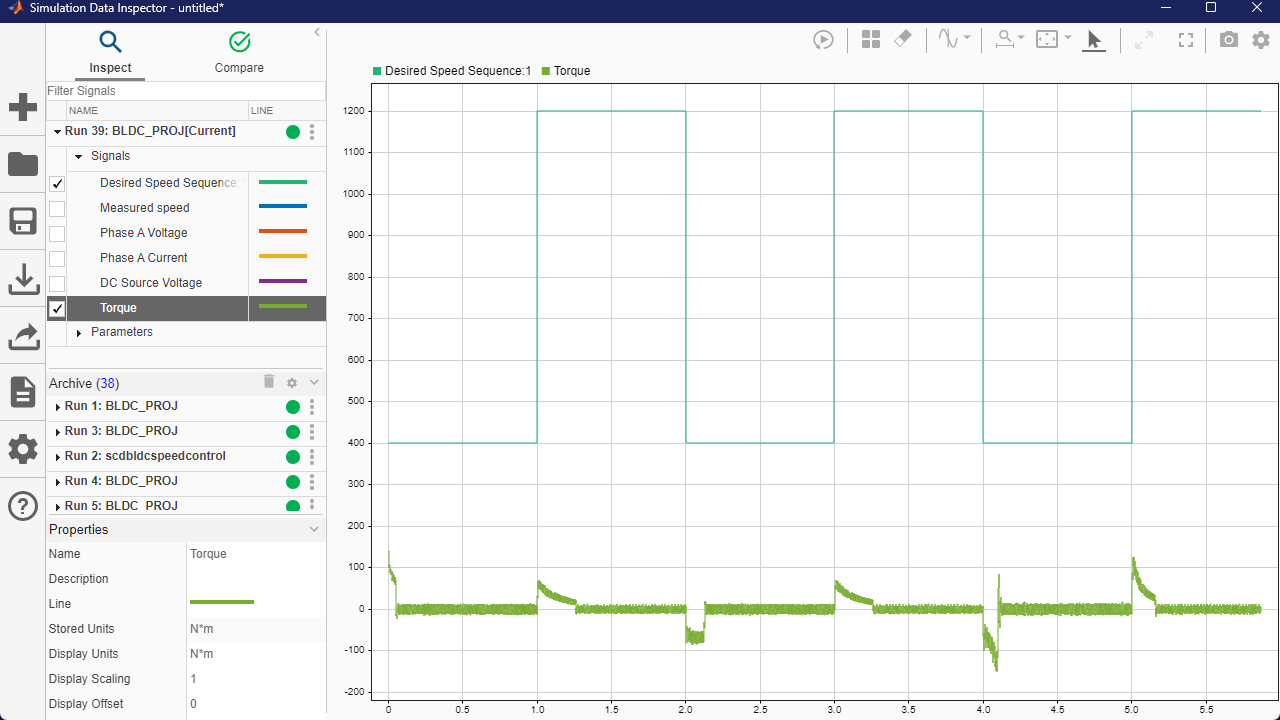 Simulation Data Inspector - untitled*
Inspect
Compare
Filter Signals
NAME
LINE
Run 39: BLDC_PROJ[Current]
Signals
Desired Speed Sequence:
Measured speed
Phase A Voltage
Phase A Current
DC Source Voltage
Torque
Parameters
Archive (38)
Run 1: BLDC_PROJ
Run 3: BLDC_PROJ
Run 2: scdbldcspeedcontrol
Run 4: BLDC_PROJ
Run 5: BLDC_PROJ
Properties
Name Torque
Description
Line
Stored Units N*m
Display Units N*m
Display Scaling 1
Display Offset 0
Desired Speed Sequence:1 Torque
1200
1100
1000
900
800
700
600
500
400
300
200
100
0
-100
-200
0 0.5 1.0 1.5 2.0 2.5 3.0 3.5 4.0 4.5 5.0 5.5